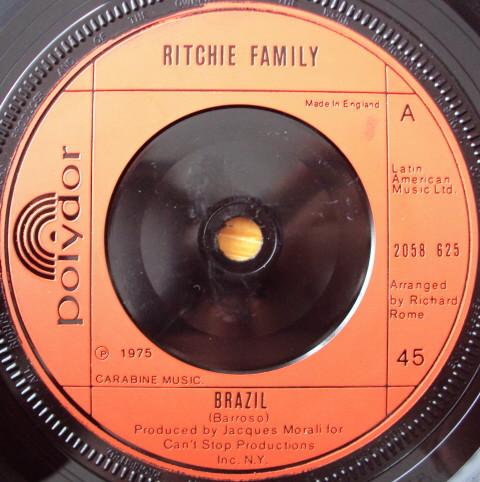 RITCHIE FAMILY
Made in England
A
polydor
Latin
American
Music Ltd.
2058 625
Arranged
by Richard
Rome
℗ 1975
45
CARABINE MUSIC.
BRAZIL
(Barroso)
Produced by Jacques Morali for
Can't Stop Productions
Inc. N.Y.